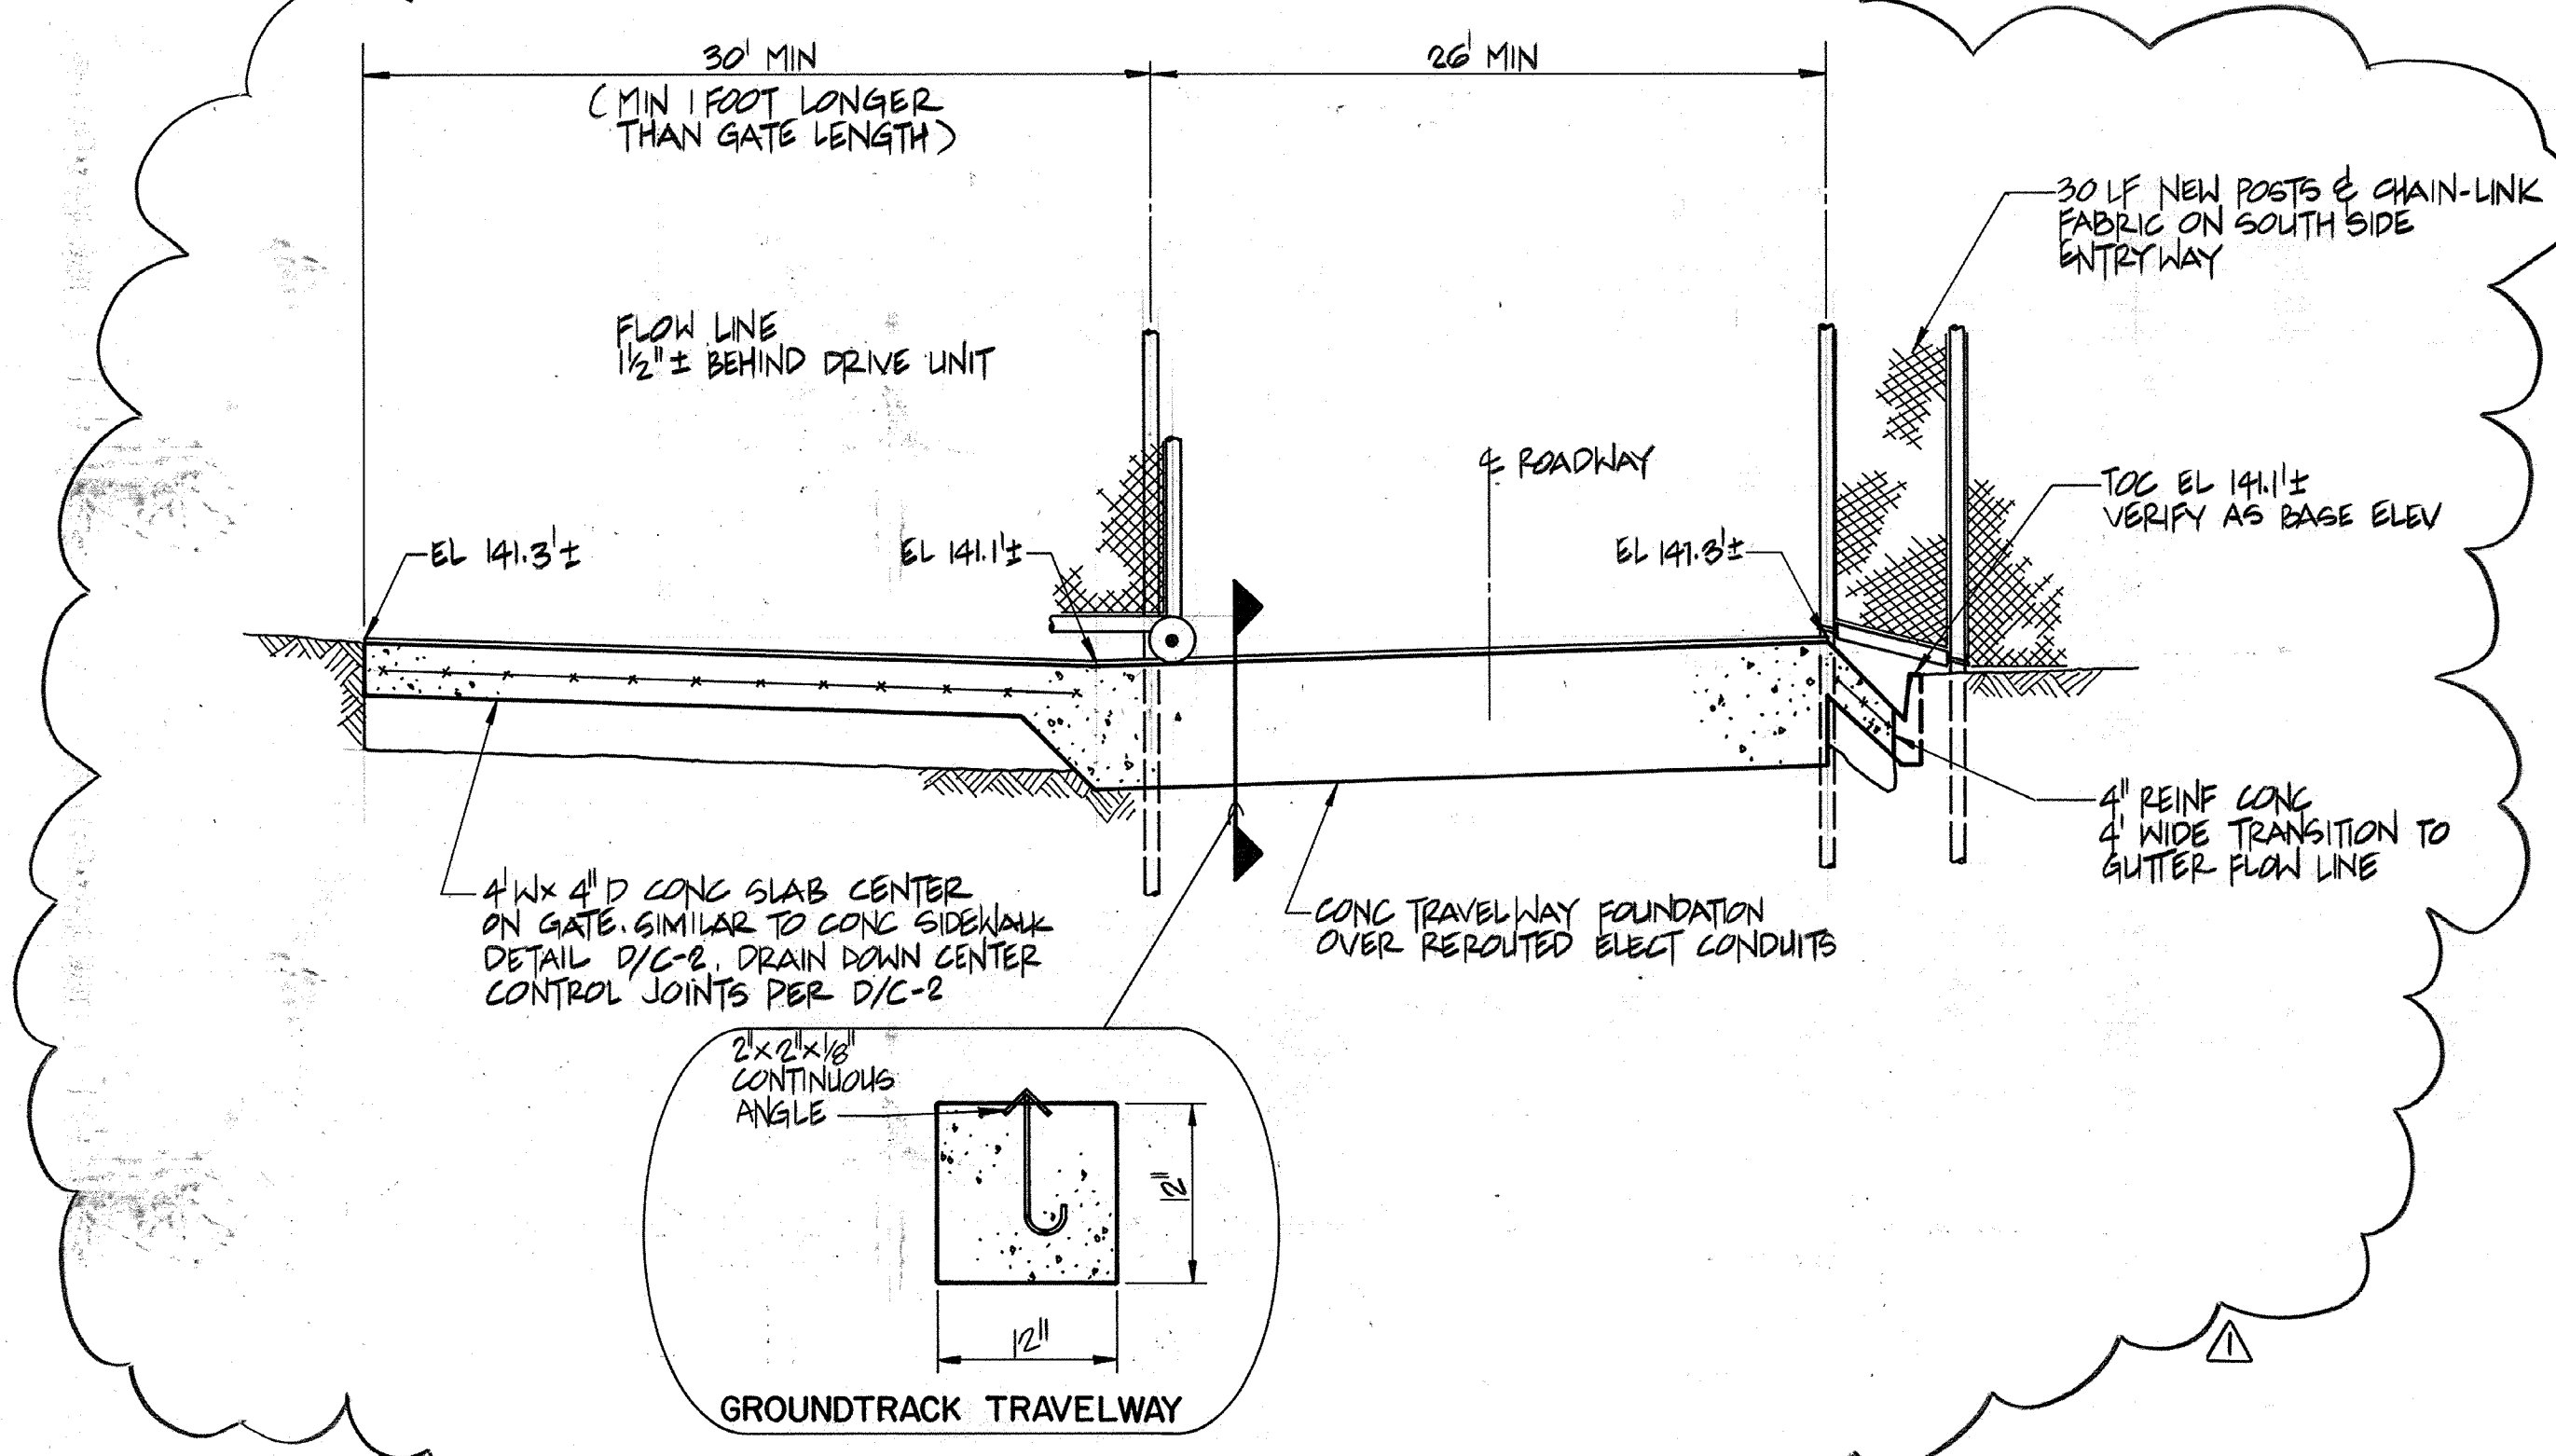 30' MIN
(MIN 1 FOOT LONGER
THAN GATE LENGTH)
26' MIN
30 LF NEW POSTS & CHAIN-LINK
FABRIC ON SOUTH SIDE
ENTRYWAY
FLOW LINE
1½"± BEHIND DRIVE UNIT
℄ ROADWAY
TOC EL 141.1'±
VERIFY AS BASE ELEV
EL 141.3'±
EL 141.1'±
EL 141.3'±
4" REINF CONC
4' WIDE TRANSITION TO
GUTTER FLOW LINE
4'W x 4"D CONC SLAB CENTER
ON GATE. SIMILAR TO CONC SIDEWALK
DETAIL D/C-2. DRAIN DOWN CENTER
CONTROL JOINTS PER D/C-2
CONC TRAVELWAY FOUNDATION
OVER REROUTED ELECT CONDUITS
2"x2"x1/8"
CONTINUOUS
ANGLE
12"
12"
GROUNDTRACK TRAVELWAY
1